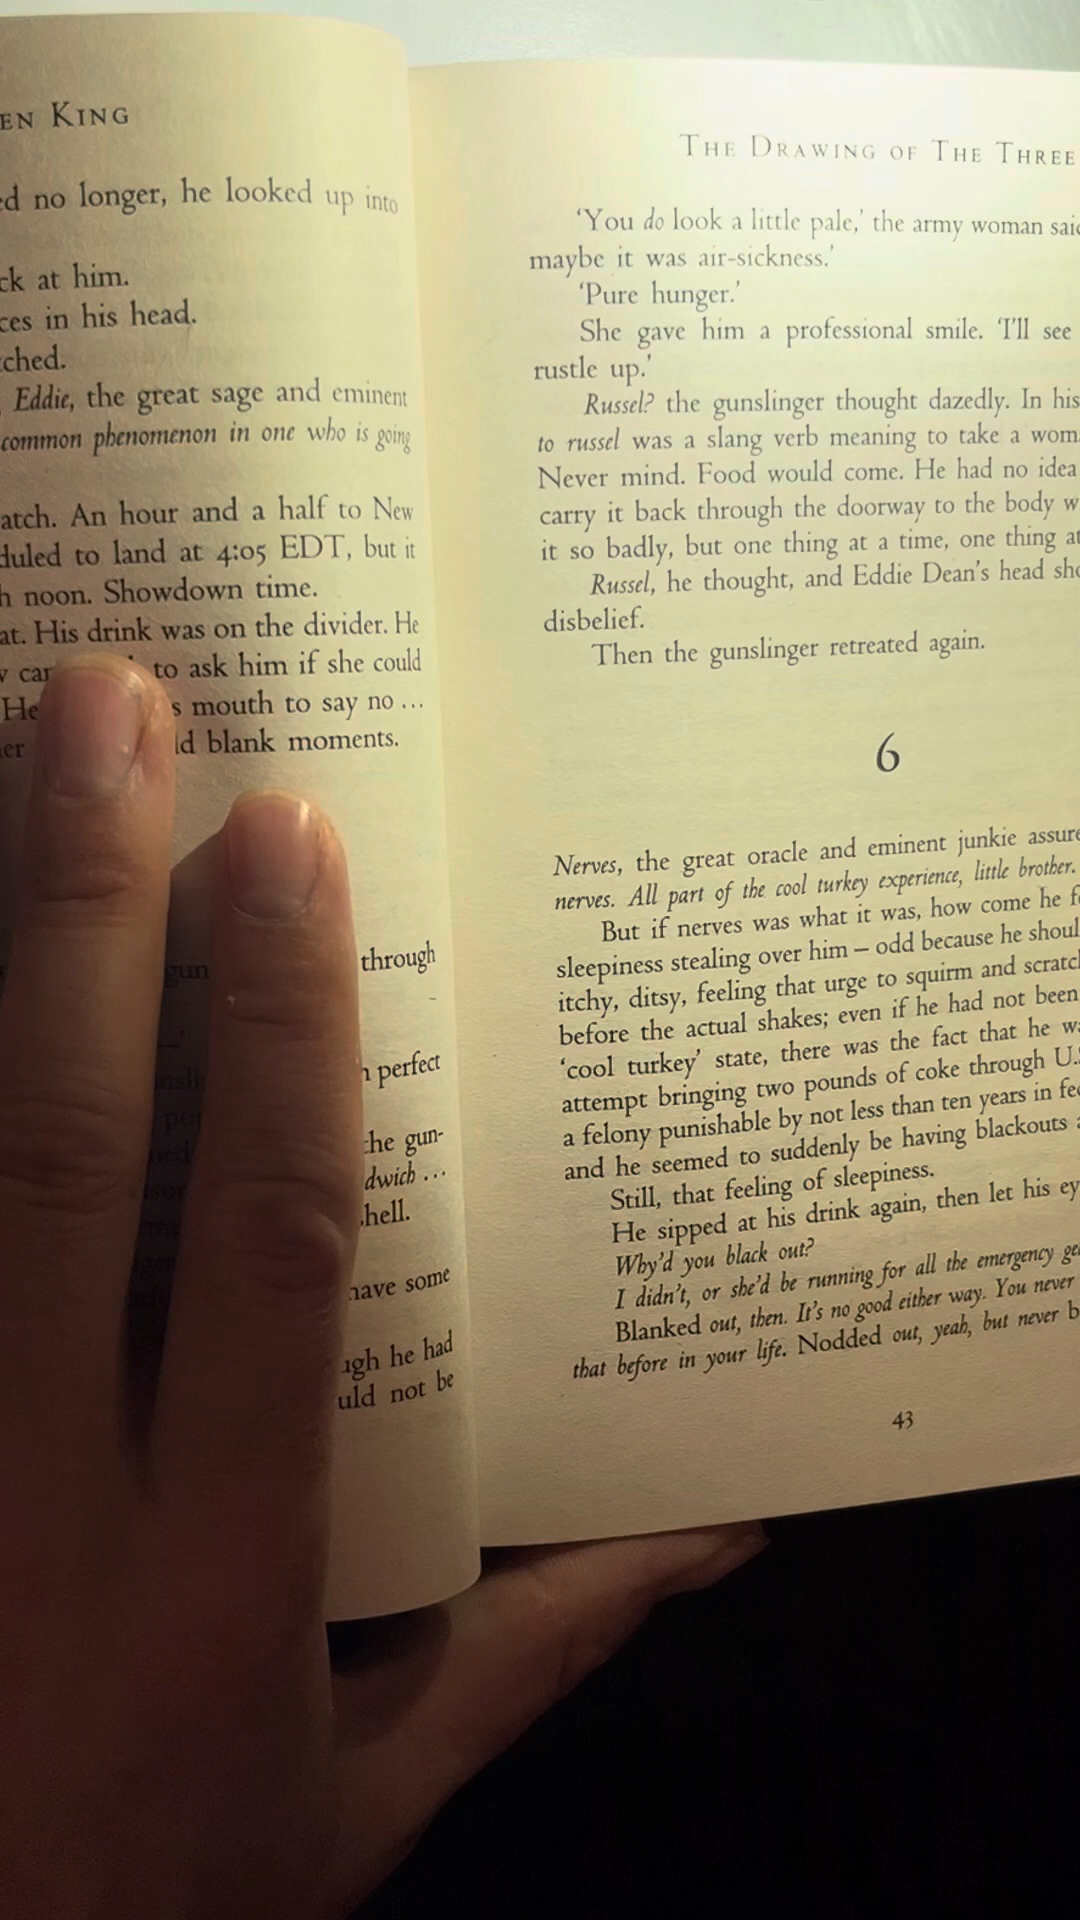 EN KING
ed no longer, he looked up into
ck at him.
ces in his head.
ched.
Eddie, the great sage and eminent
common phenomenon in one who is going
atch. An hour and a half to New
duled to land at 4:05 EDT, but it
h noon. Showdown time.
at. His drink was on the divider. He
to ask him if she could
He s mouth to say no ...
er ld blank moments.
gun through
n perfect
the gun-
dwich ...
hell.
have some
ugh he had
uld not be
THE DRAWING OF THE THREE
'You do look a little pale,' the army woman said
maybe it was air-sickness.'
'Pure hunger.'
She gave him a professional smile. 'I'll see
rustle up.'
Russel? the gunslinger thought dazedly. In his
to russel was a slang verb meaning to take a wom
Never mind. Food would come. He had no idea
carry it back through the doorway to the body w
it so badly, but one thing at a time, one thing at
Russel, he thought, and Eddie Dean's head sho
disbelief.
Then the gunslinger retreated again.
6
Nerves, the great oracle and eminent junkie assure
nerves. All part of the cool turkey experience, little brother.
But if nerves was what it was, how come he fe
sleepiness stealing over him – odd because he shoul
itchy, ditsy, feeling that urge to squirm and scratch
before the actual shakes; even if he had not been
'cool turkey' state, there was the fact that he wa
attempt bringing two pounds of coke through U.S
a felony punishable by not less than ten years in fed
and he seemed to suddenly be having blackouts a
Still, that feeling of sleepiness.
He sipped at his drink again, then let his ey
Why'd you black out?
I didn't, or she'd be running for all the emergency gea
Blanked out, then. It's no good either way. You never
that before in your life. Nodded out, yeah, but never b
43